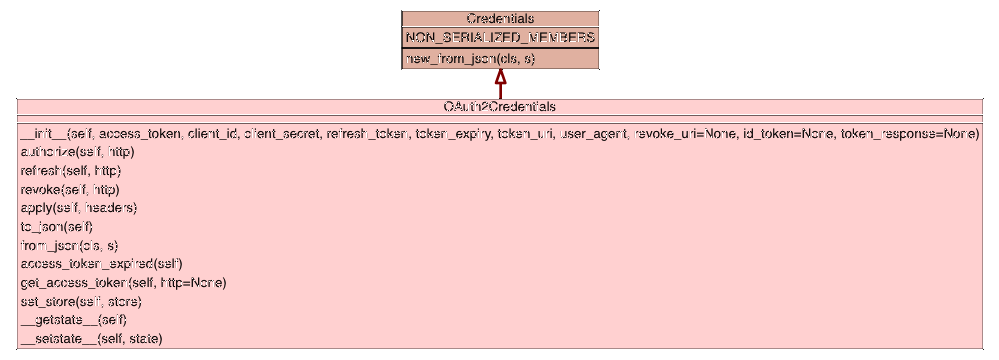 Credentials
NON_SERIALIZED_MEMBERS
new_from_json(cls, s)
OAuth2Credentials
__init__(self, access_token, client_id, client_secret, refresh_token, token_expiry, token_uri, user_agent, revoke_uri=None, id_token=None, token_response=None)
authorize(self, http)
refresh(self, http)
revoke(self, http)
apply(self, headers)
to_json(self)
from_json(cls, s)
access_token_expired(self)
get_access_token(self, http=None)
set_store(self, store)
__getstate__(self)
__setstate__(self, state)